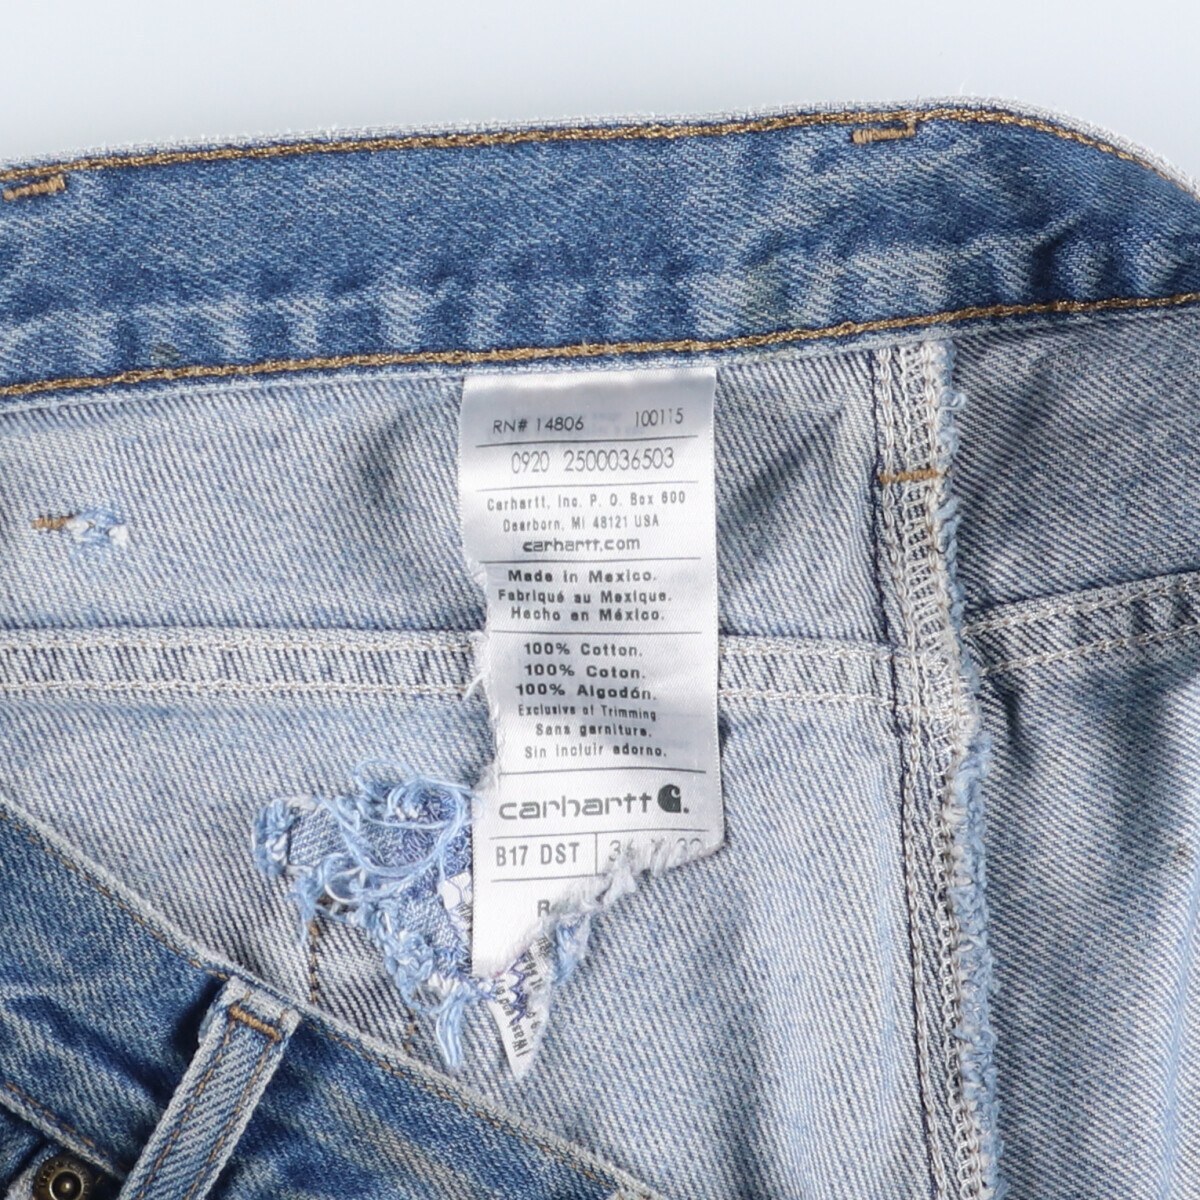 RN# 14806 100115
0920 2500036503
Carhartt, Inc. P. O. Box 600
Dearborn, MI 48121 USA
carhartt.com
Made in Mexico.
Fabriqué au Mexique.
Hecho en México.
100% Cotton.
100% Coton.
100% Algodón.
Exclusive of Trimming
Sans garniture.
Sin incluir adorno.
carhartt
B17 DST